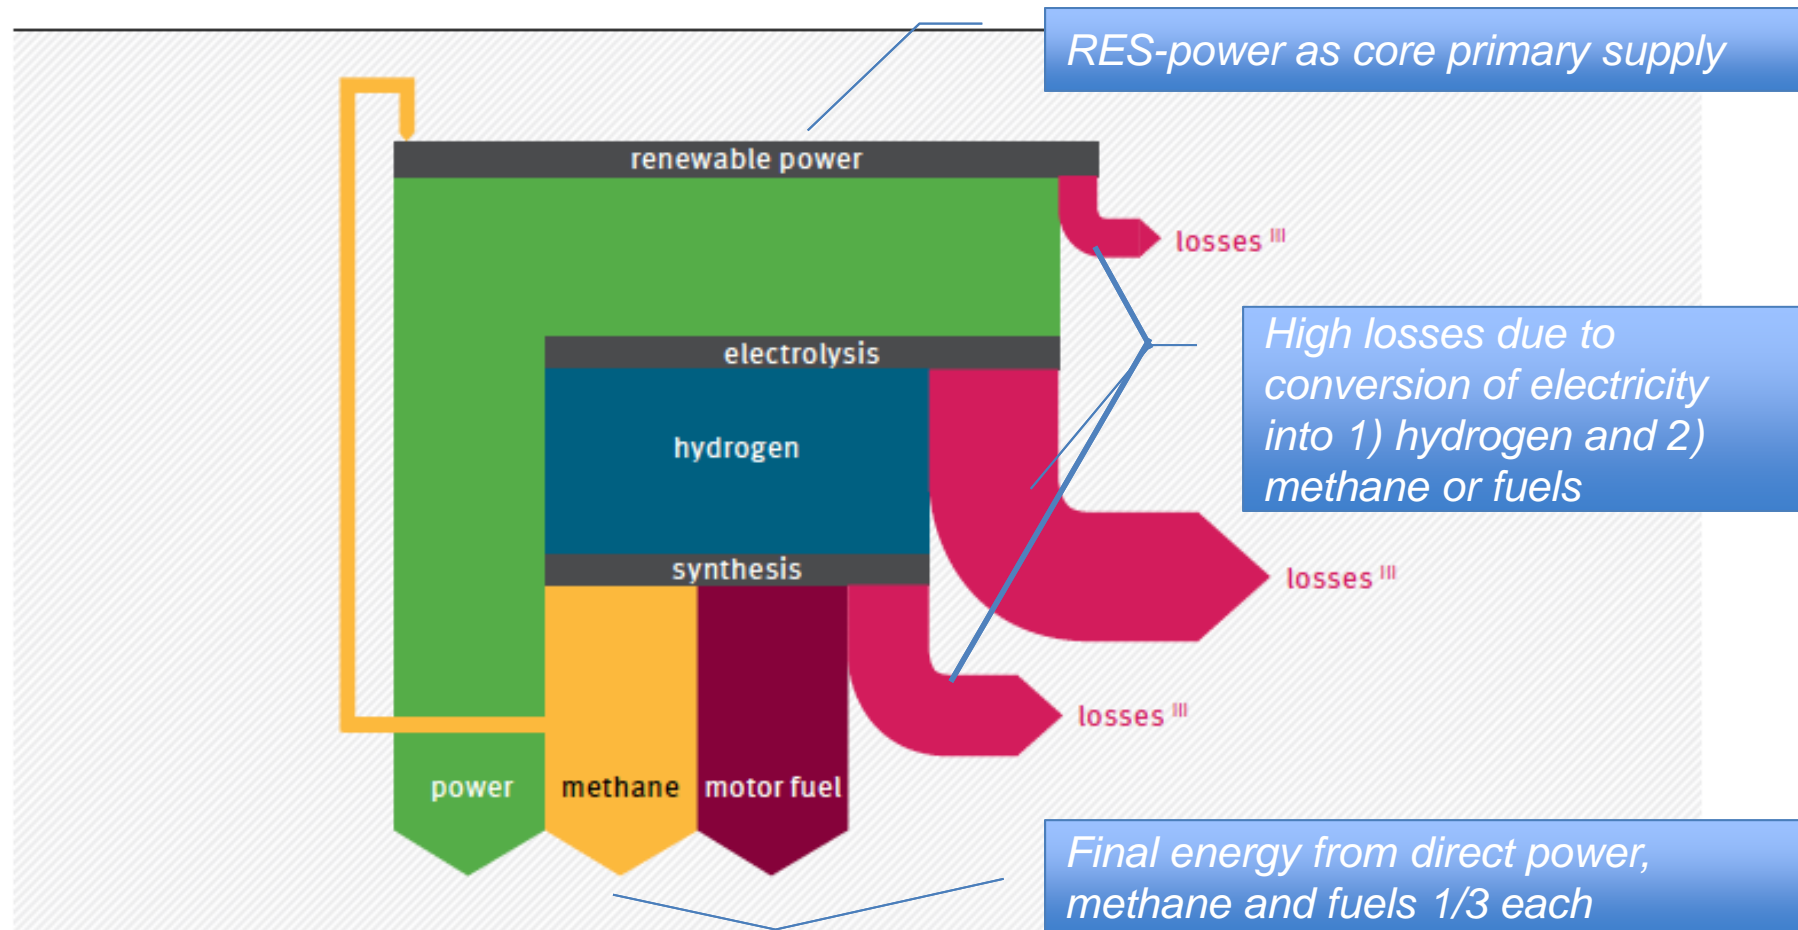 RES-power as core primary supply
renewable power
losses III
High losses due to
conversion of electricity
into 1) hydrogen and 2)
methane or fuels
electrolysis
hydrogen
synthesis
losses III
losses III
power
methane
motor fuel
Final energy from direct power,
methane and fuels 1/3 each